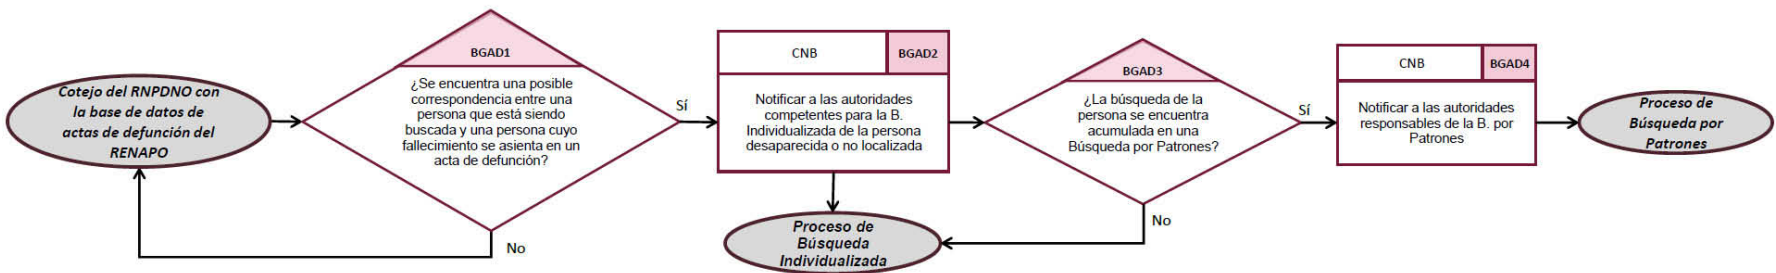 Cotejo del RNPDNO con
la base de datos de
actas de defunción del
RENAPO
BGAD1
¿Se encuentra una posible
correspondencia entre una
persona que está siendo
buscada y una persona cuyo
fallecimiento se asienta en un
acta de defunción?
Sí
No
CNB
BGAD2
Notificar a las autoridades
competentes para la B.
Individualizada de la persona
desaparecida o no localizada
Proceso de
Búsqueda
Individualizada
BGAD3
¿La búsqueda de la
persona se encuentra
acumulada en una
Búsqueda por Patrones?
Sí
No
CNB
BGAD4
Notificar a las autoridades
responsables de la B. por
Patrones
Proceso de
Búsqueda por
Patrones